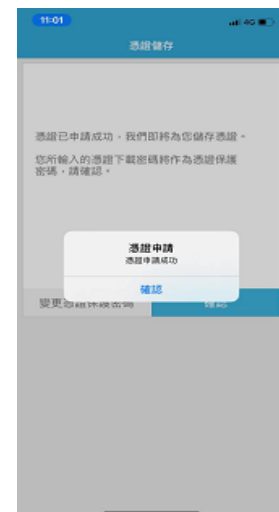 11:01
4G
憑證儲存
憑證已申請成功，我們即將為您儲存憑證。
您所輸入的憑證下載密碼將作為憑證保護
密碼，請確認。
憑證申請
憑證申請成功
確認
變更憑證保護密碼
確認